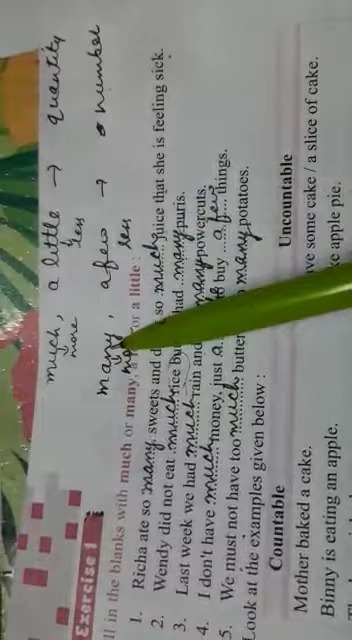 much, a little → quantity
more less
many, a few → number
more less
Exercise 1
ll in the blanks with much or many, a or a little :
1. Richa ate so many sweets and d so much juice that she is feeling sick.
2. Wendy did not eat much rice bu had many puris.
3. Last week we had much rain and many powercuts.
4. I don't have much money, just a buy a few things.
5. We must not have too much butter many potatoes.
Look at the examples given below :
Countable Uncountable
Mother baked a cake. ve some cake / a slice of cake.
Binny is eating an apple. e apple pie.